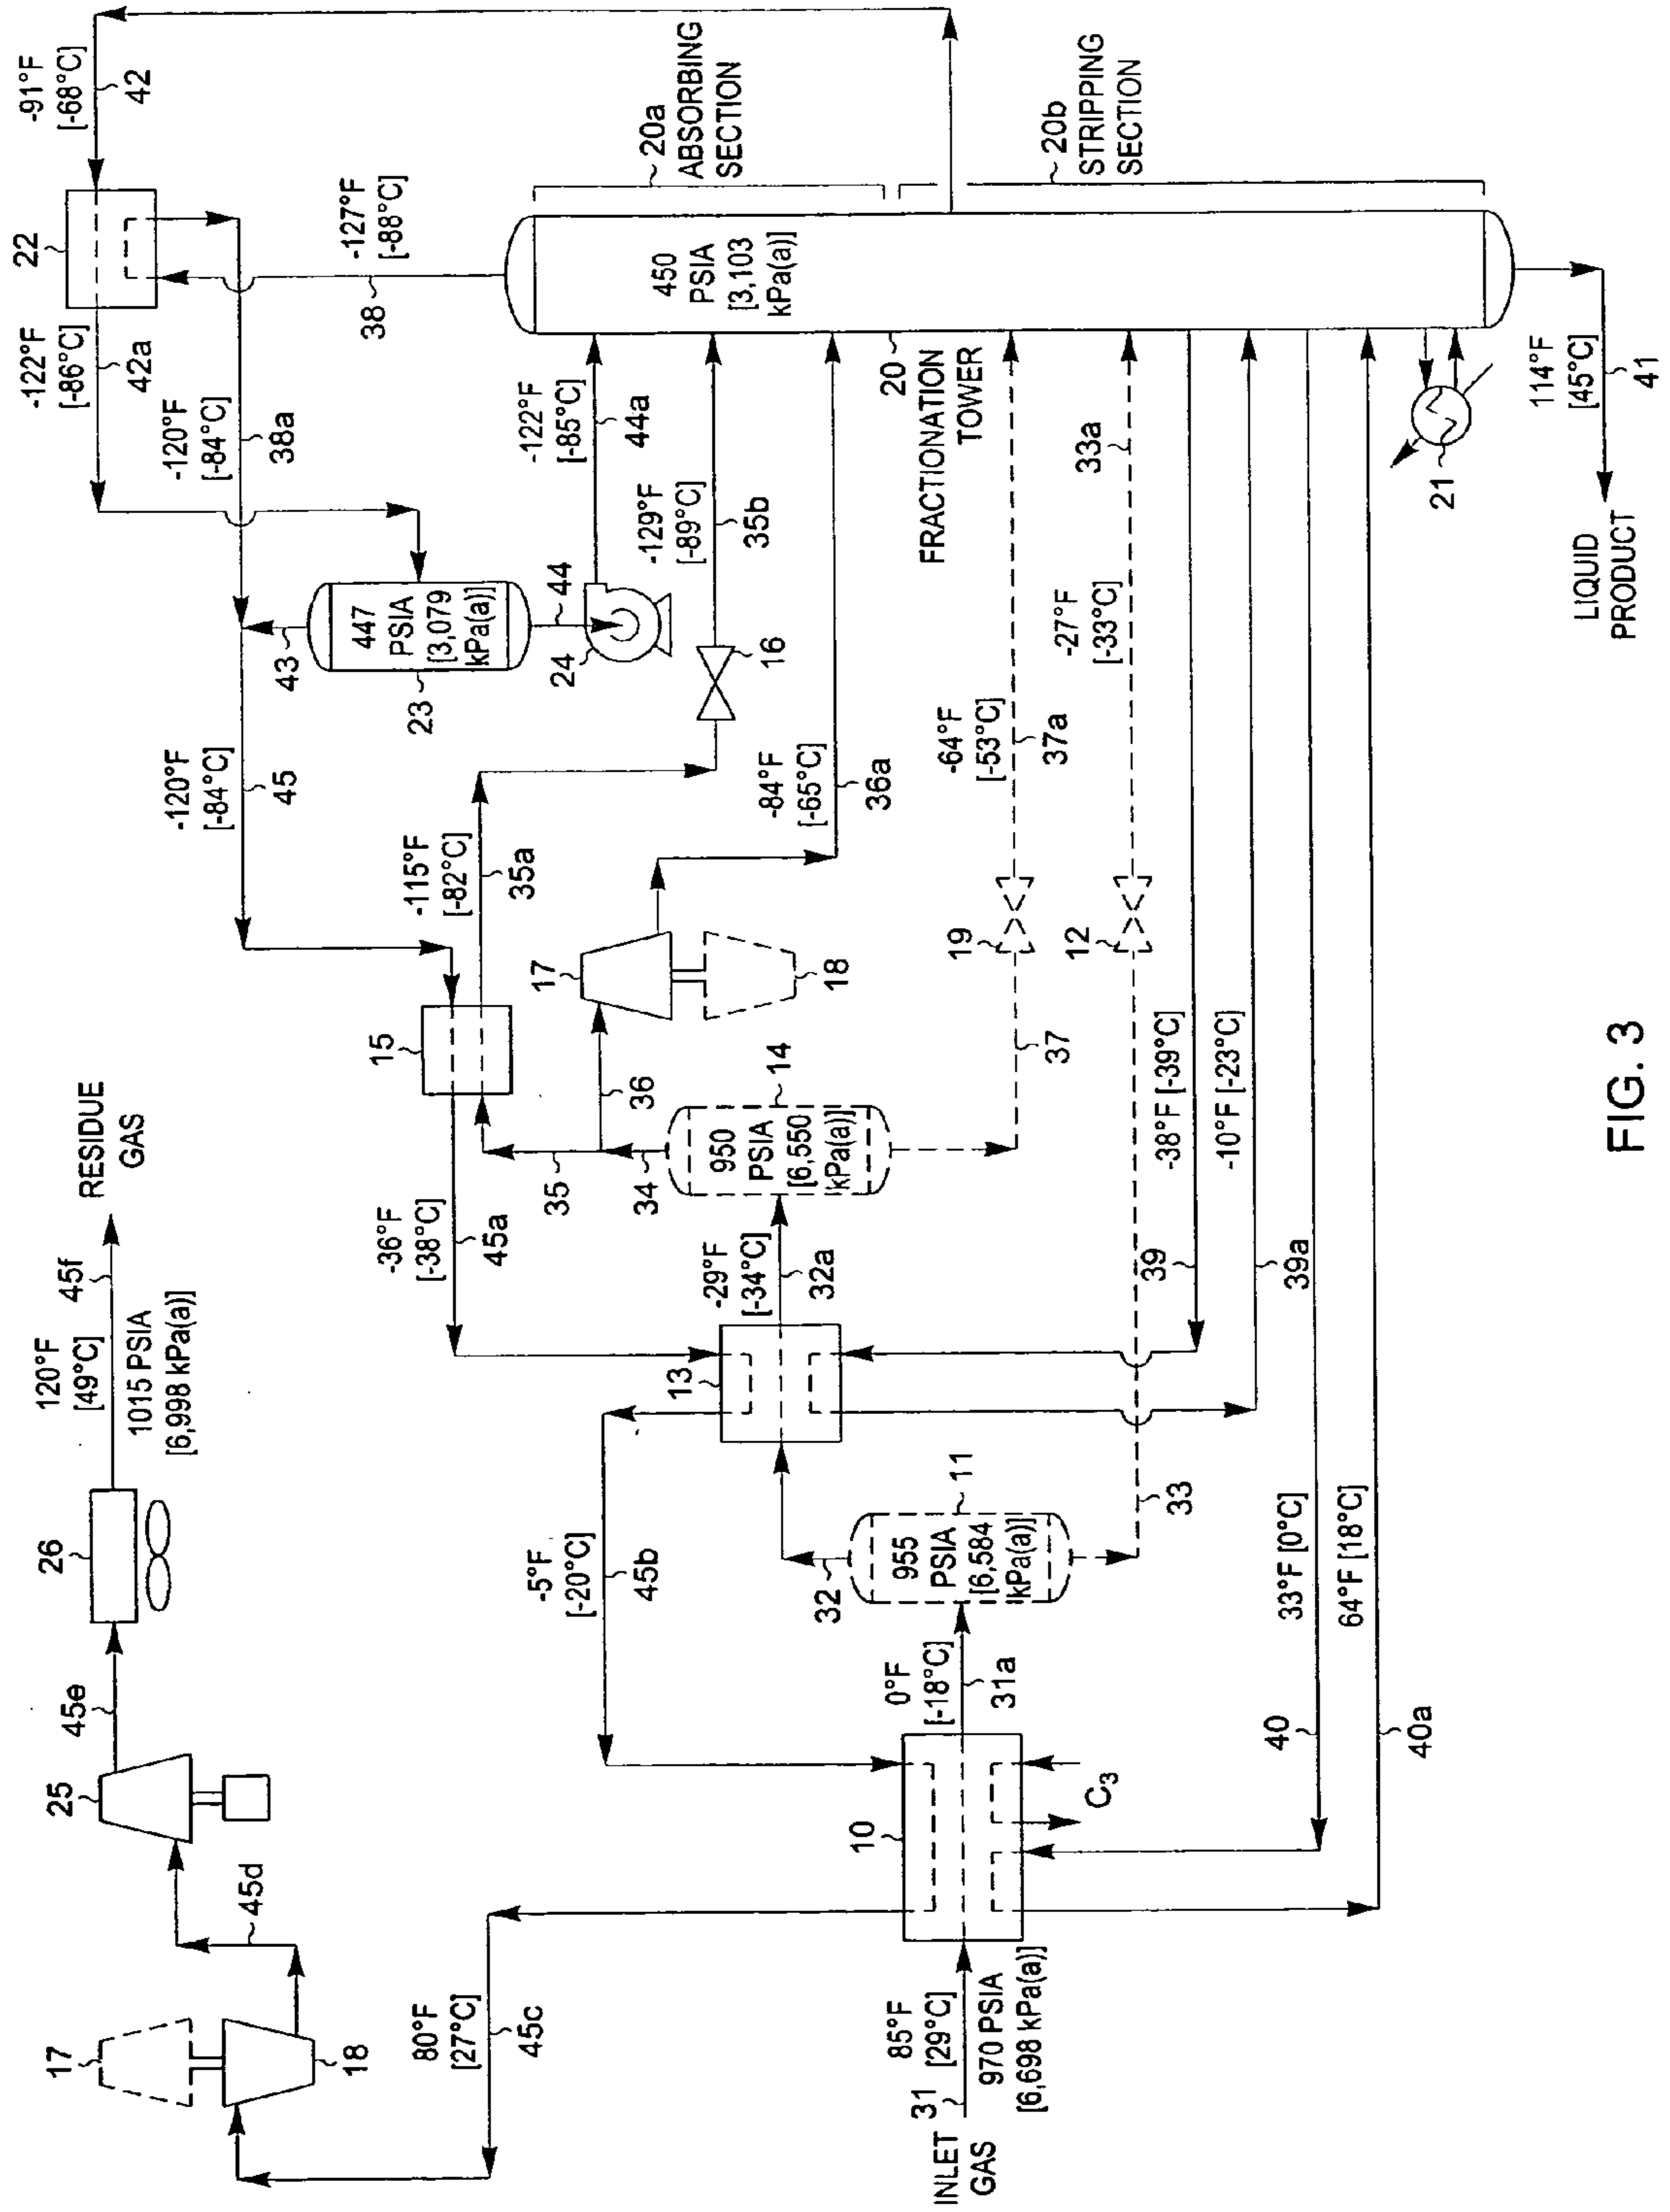 -91°F
[-68°C]
42
22
-127°F
[-88°C]
38
-122°F
[-86°C]
42a
-120°F
[-84°C]
38a
20a
ABSORBING
SECTION
20b
STRIPPING
SECTION
450
PSIA
[3,103
kPa(a)]
20
FRACTIONATION
TOWER
-122°F
[-85°C]
44a
-129°F
[-89°C]
35b
33a
21
114°F
[45°C]
41
LIQUID
PRODUCT
43
447
PSIA
[3,079
kPa(a)]
23
44
24
16
-27°F
[-33°C]
-64°F
[-53°C]
37a
-120°F
[-84°C]
45
-84°F
[-65°C]
36a
-115°F
[-82°C]
35a
15
17
18
19
12
37
36
35
34
14
950
PSIA
[6,550
kPa(a)]
-38°F [-39°C]
-10°F [-23°C]
39
39a
-36°F
[-38°C]
45a
-29°F
[-34°C]
32a
13
RESIDUE
GAS
45f
120°F
[49°C]
1015 PSIA
[6,998 kPa(a)]
26
45e
25
45d
17
18
-5°F
[-20°C]
45b
11
955
PSIA
[6,584
kPa(a)]
32
33
33°F [0°C]
64°F [18°C]
40
40a
0°F
[-18°C]
31a
10
C3
80°F
[27°C]
45c
85°F
[29°C]
31
970 PSIA
[6,698 kPa(a)]
INLET
GAS
FIG. 3